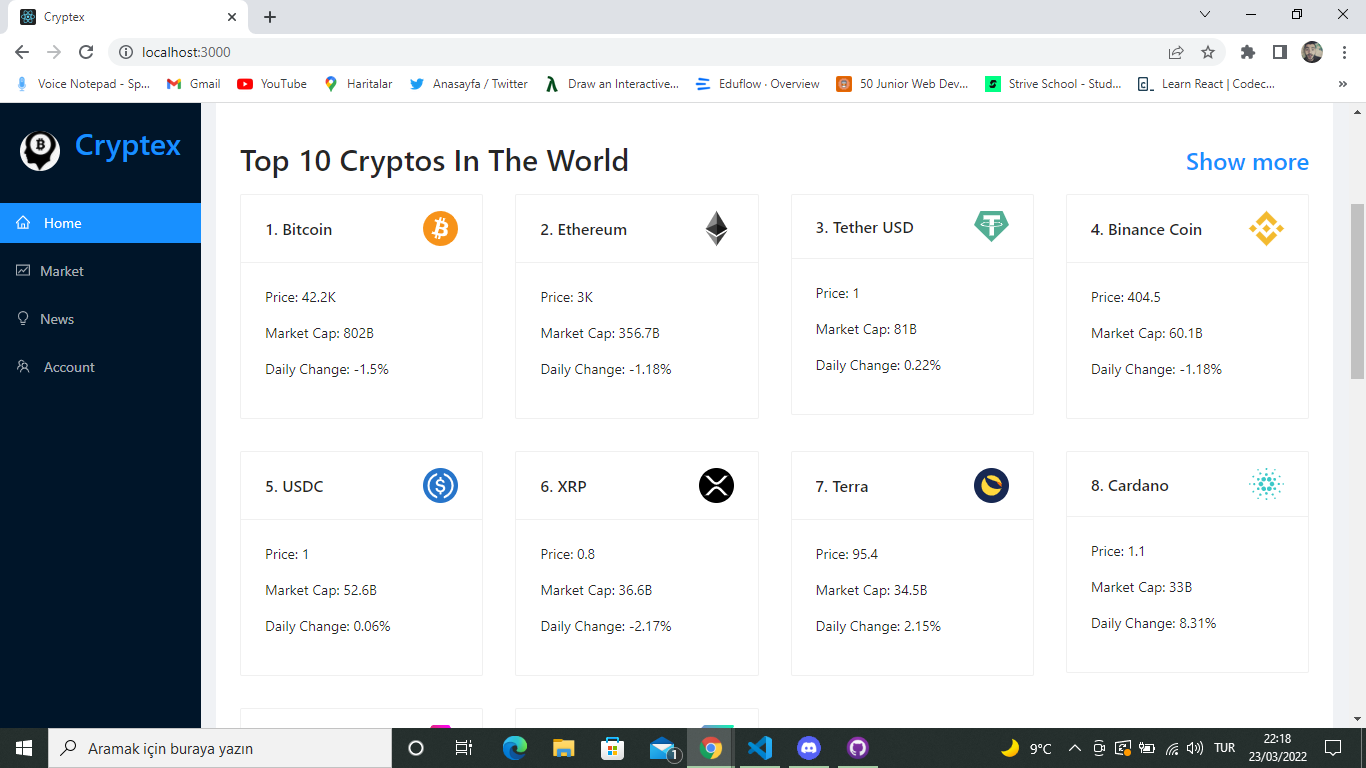 Cryptex
localhost:3000
Voice Notepad - Sp...
Gmail
YouTube
Haritalar
Anasayfa / Twitter
Draw an Interactive...
Eduflow · Overview
50 Junior Web Dev...
Strive School - Stud...
Learn React | Codec...
»
Cryptex
Home
Market
News
Account
Top 10 Cryptos In The World
Show more
1. Bitcoin
Price: 42.2K
Market Cap: 802B
Daily Change: -1.5%
2. Ethereum
Price: 3K
Market Cap: 356.7B
Daily Change: -1.18%
3. Tether USD
Price: 1
Market Cap: 81B
Daily Change: 0.22%
4. Binance Coin
Price: 404.5
Market Cap: 60.1B
Daily Change: -1.18%
5. USDC
Price: 1
Market Cap: 52.6B
Daily Change: 0.06%
6. XRP
Price: 0.8
Market Cap: 36.6B
Daily Change: -2.17%
7. Terra
Price: 95.4
Market Cap: 34.5B
Daily Change: 2.15%
8. Cardano
Price: 1.1
Market Cap: 33B
Daily Change: 8.31%
Aramak için buraya yazın
1
9°C
TUR
22:18
23/03/2022